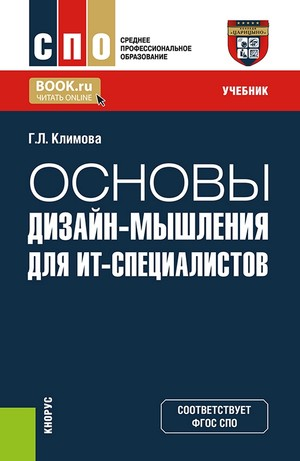 СПО
СРЕДНЕЕ
ПРОФЕССИОНАЛЬНОЕ
ОБРАЗОВАНИЕ
ЦАРИЦЫНО
BOOK.ru
ЧИТАТЬ ONLINE
УЧЕБНИК
Г.Л. Климова
ОСНОВЫ
ДИЗАЙН-МЫШЛЕНИЯ
ДЛЯ ИТ-СПЕЦИАЛИСТОВ
КНОРУС
СООТВЕТСТВУЕТ
ФГОС СПО